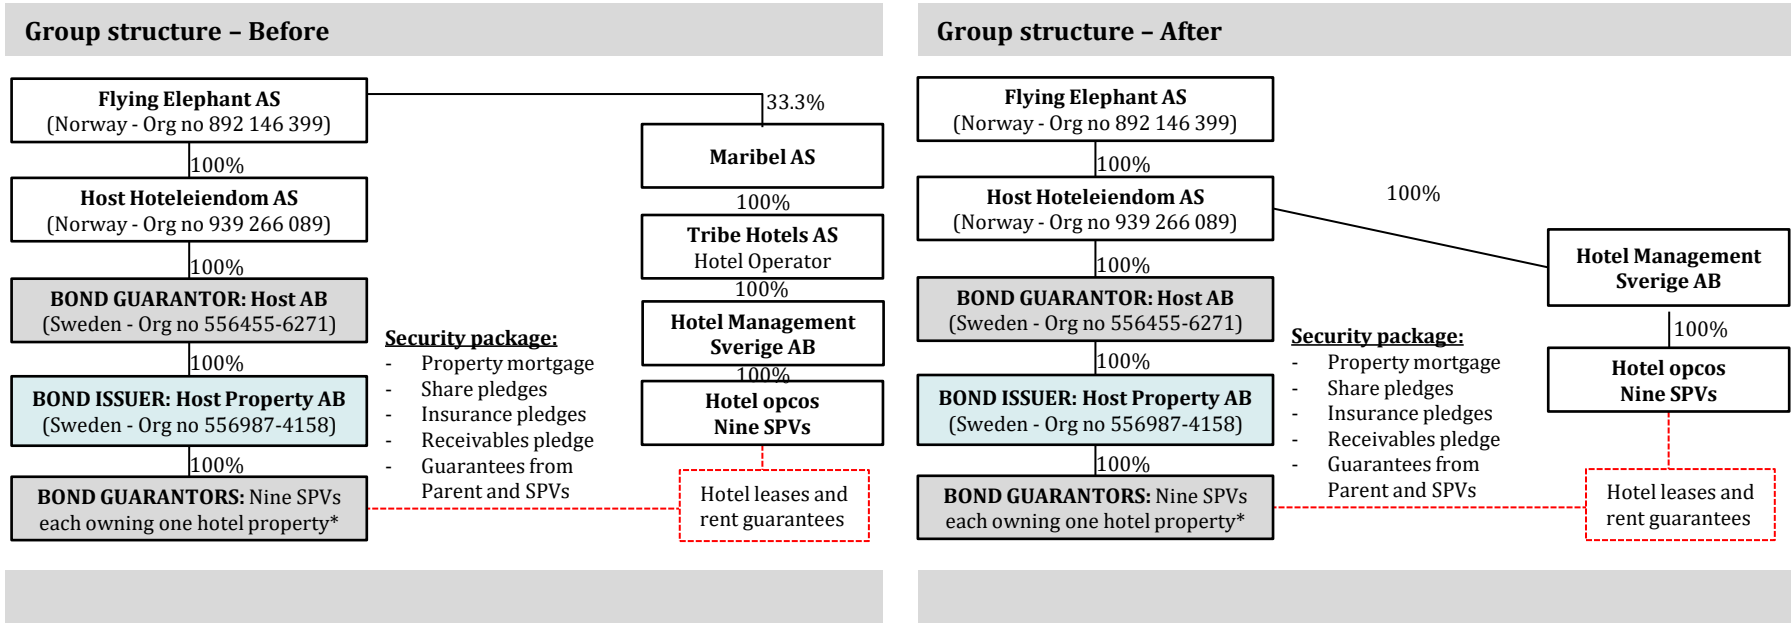 Group structure – Before
Flying Elephant AS
(Norway - Org no 892 146 399)
33.3%
100%
Maribel AS
Host Hoteleiendom AS
(Norway - Org no 939 266 089)
100%
Tribe Hotels AS
Hotel Operator
100%
100%
BOND GUARANTOR: Host AB
(Sweden - Org no 556455-6271)
Hotel Management
Sverige AB
100%
100%
BOND ISSUER: Host Property AB
(Sweden - Org no 556987-4158)
Hotel opcos
Nine SPVs
100%
BOND GUARANTORS: Nine SPVs
each owning one hotel property*
Security package:
- Property mortgage
- Share pledges
- Insurance pledges
- Receivables pledge
- Guarantees from
Parent and SPVs
Hotel leases and
rent guarantees
Group structure – After
Flying Elephant AS
(Norway - Org no 892 146 399)
100%
Host Hoteleiendom AS
(Norway - Org no 939 266 089)
100%
100%
Hotel Management
Sverige AB
BOND GUARANTOR: Host AB
(Sweden - Org no 556455-6271)
100%
100%
Hotel opcos
Nine SPVs
BOND ISSUER: Host Property AB
(Sweden - Org no 556987-4158)
100%
BOND GUARANTORS: Nine SPVs
each owning one hotel property*
Security package:
- Property mortgage
- Share pledges
- Insurance pledges
- Receivables pledge
- Guarantees from
Parent and SPVs
Hotel leases and
rent guarantees